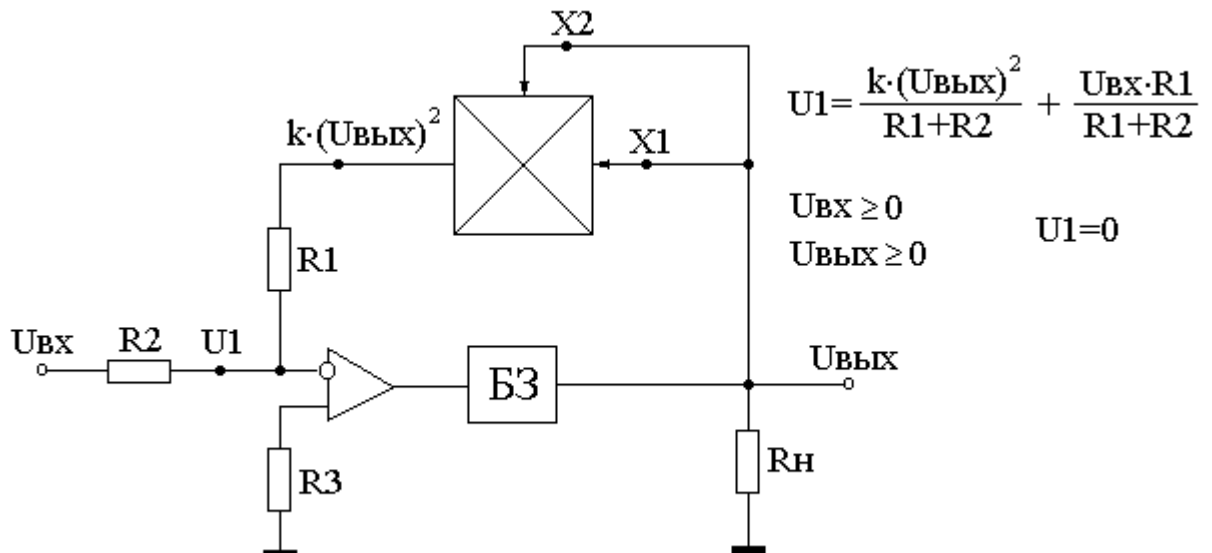 X2
k·(Uвых)²
X1
R1
Uвх
R2
U1
БЗ
Uвых
R3
Rн
U1= k·(Uвых)² / R1+R2 + Uвх·R1 / R1+R2
Uвх ≥ 0
Uвых ≥ 0
U1=0